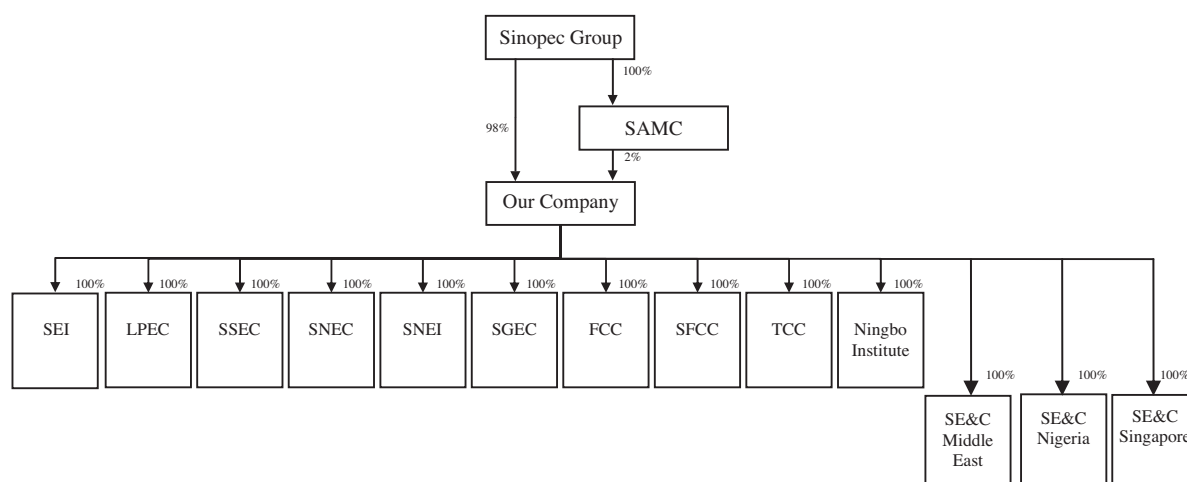 Sinopec Group
100%
98%
SAMC
2%
Our Company
100% 100% 100% 100% 100% 100% 100% 100% 100% 100%
SEI LPEC SSEC SNEC SNEI SGEC FCC SFCC TCC Ningbo
Institute
100% 100% 100%
SE&C
Middle
East
SE&C
Nigeria
SE&C
Singapore